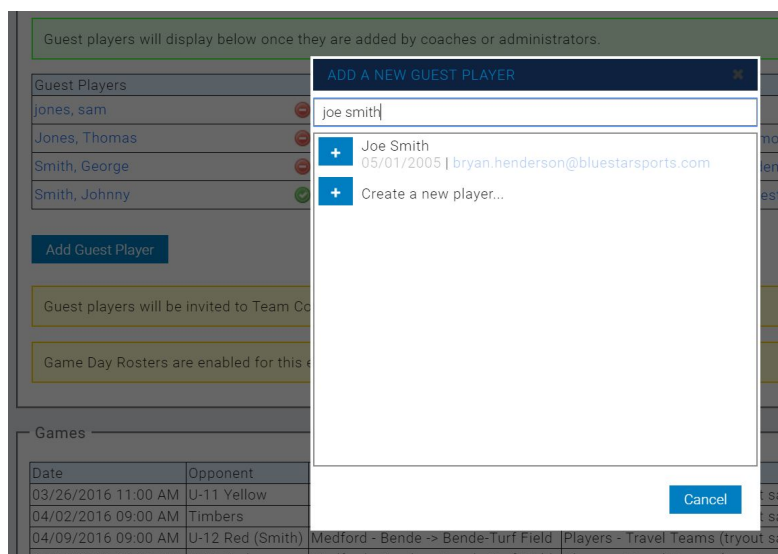 Guest players will display below once they are added by coaches or administrators.
ADD A NEW GUEST PLAYER
Guest Players
jones, sam
joe smith
Jones, Thomas
Joe Smith
05/01/2005 | bryan.henderson@bluestarsports.com
Smith, George
Smith, Johnny
Create a new player...
Add Guest Player
Guest players will be invited to Team Co
Game Day Rosters are enabled for this e
Games
Cancel
Date Opponent
03/26/2016 11:00 AM U-11 Yellow
04/02/2016 09:00 AM Timbers
04/09/2016 09:00 AM U-12 Red (Smith) Medford - Bende -> Bende-Turf Field Players - Travel Teams (tryout sa